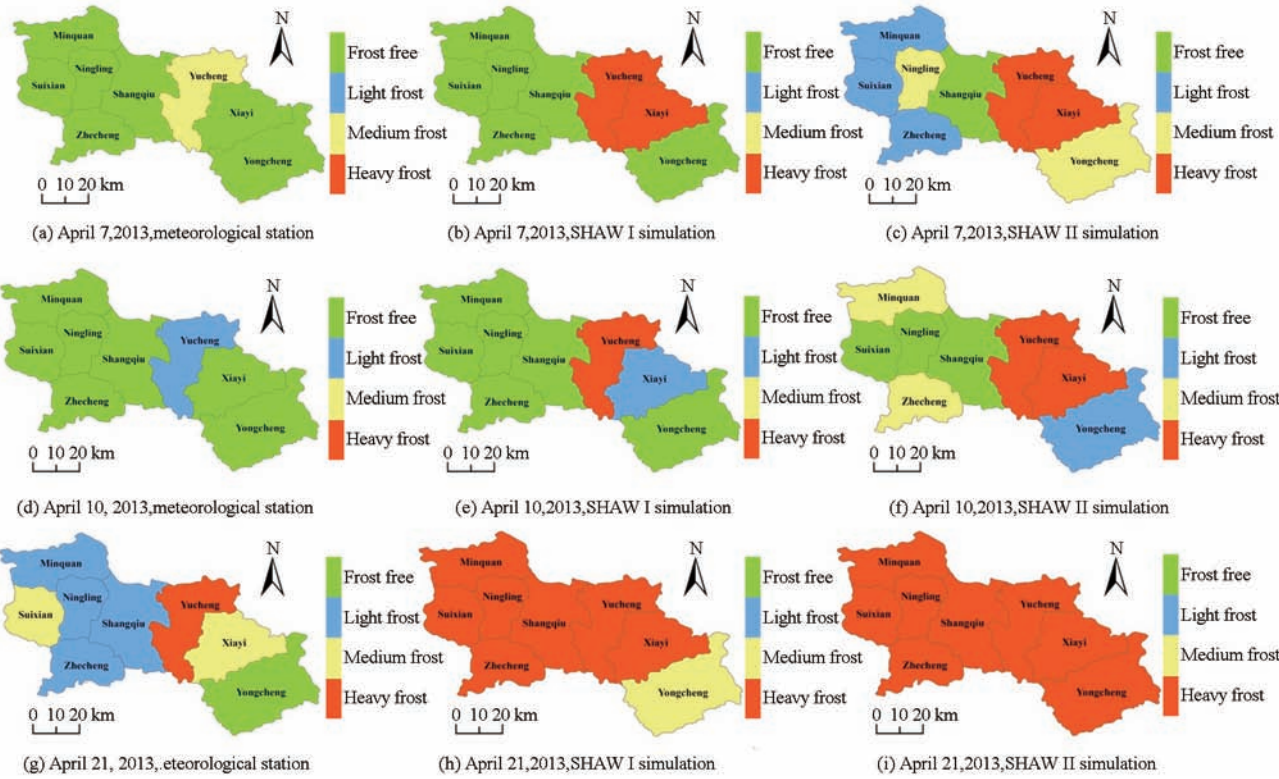 N
Minquan
Ningling
Suixian
Shangqiu
Yucheng
Xiayi
Zhecheng
Yongcheng
0 10 20 km
Frost free
Light frost
Medium frost
Heavy frost
(a) April 7,2013,meteorological station
N
Minquan
Ningling
Suixian
Shangqiu
Yucheng
Xiayi
Zhecheng
Yongcheng
0 10 20 km
Frost free
Light frost
Medium frost
Heavy frost
(b) April 7,2013,SHAW I simulation
N
Minquan
Ningling
Suixian
Shangqiu
Yucheng
Xiayi
Zhecheng
Yongcheng
0 10 20 km
Frost free
Light frost
Medium frost
Heavy frost
(c) April 7,2013,SHAW II simulation
N
Minquan
Ningling
Suixian
Shangqiu
Yucheng
Xiayi
Zhecheng
Yongcheng
0 10 20 km
Frost free
Light frost
Medium frost
Heavy frost
(d) April 10, 2013,meteorological station
N
Minquan
Ningling
Suixian
Shangqiu
Yucheng
Xiayi
Zhecheng
Yongcheng
0 10 20 km
Frost free
Light frost
Medium frost
Heavy frost
(e) April 10,2013,SHAW I simulation
N
Minquan
Ningling
Suixian
Shangqiu
Yucheng
Xiayi
Zhecheng
Yongcheng
0 10 20 km
Frost free
Light frost
Medium frost
Heavy frost
(f) April 10,2013,SHAW II simulation
N
Minquan
Ningling
Suixian
Shangqiu
Yucheng
Xiayi
Zhecheng
Yongcheng
0 10 20 km
Frost free
Light frost
Medium frost
Heavy frost
(g) April 21, 2013,.eteorological station
N
Minquan
Ningling
Suixian
Shangqiu
Yucheng
Xiayi
Zhecheng
Yongcheng
0 10 20 km
Frost free
Light frost
Medium frost
Heavy frost
(h) April 21,2013,SHAW I simulation
N
Minquan
Ningling
Suixian
Shangqiu
Yucheng
Xiayi
Zhecheng
Yongcheng
0 10 20 km
Frost free
Light frost
Medium frost
Heavy frost
(i) April 21,2013,SHAW II simulation